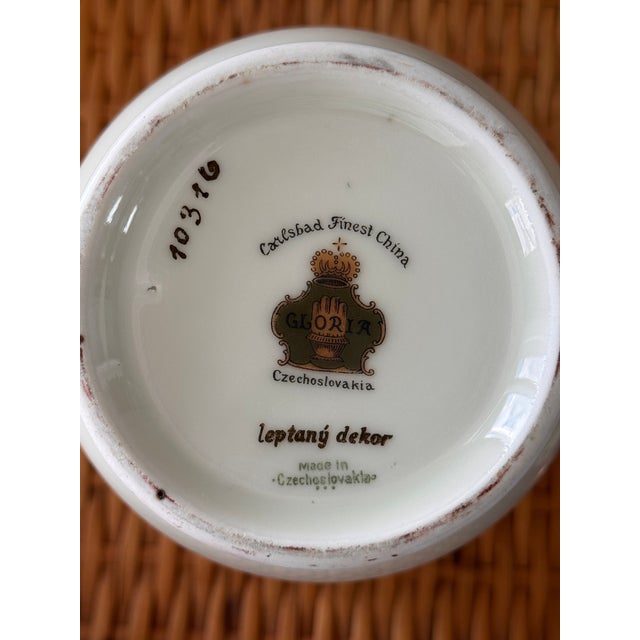 10316
Carlsbad Finest China
GLORIA
Czechoslovakia
leptaný dekor
Made in
Czechoslovakia